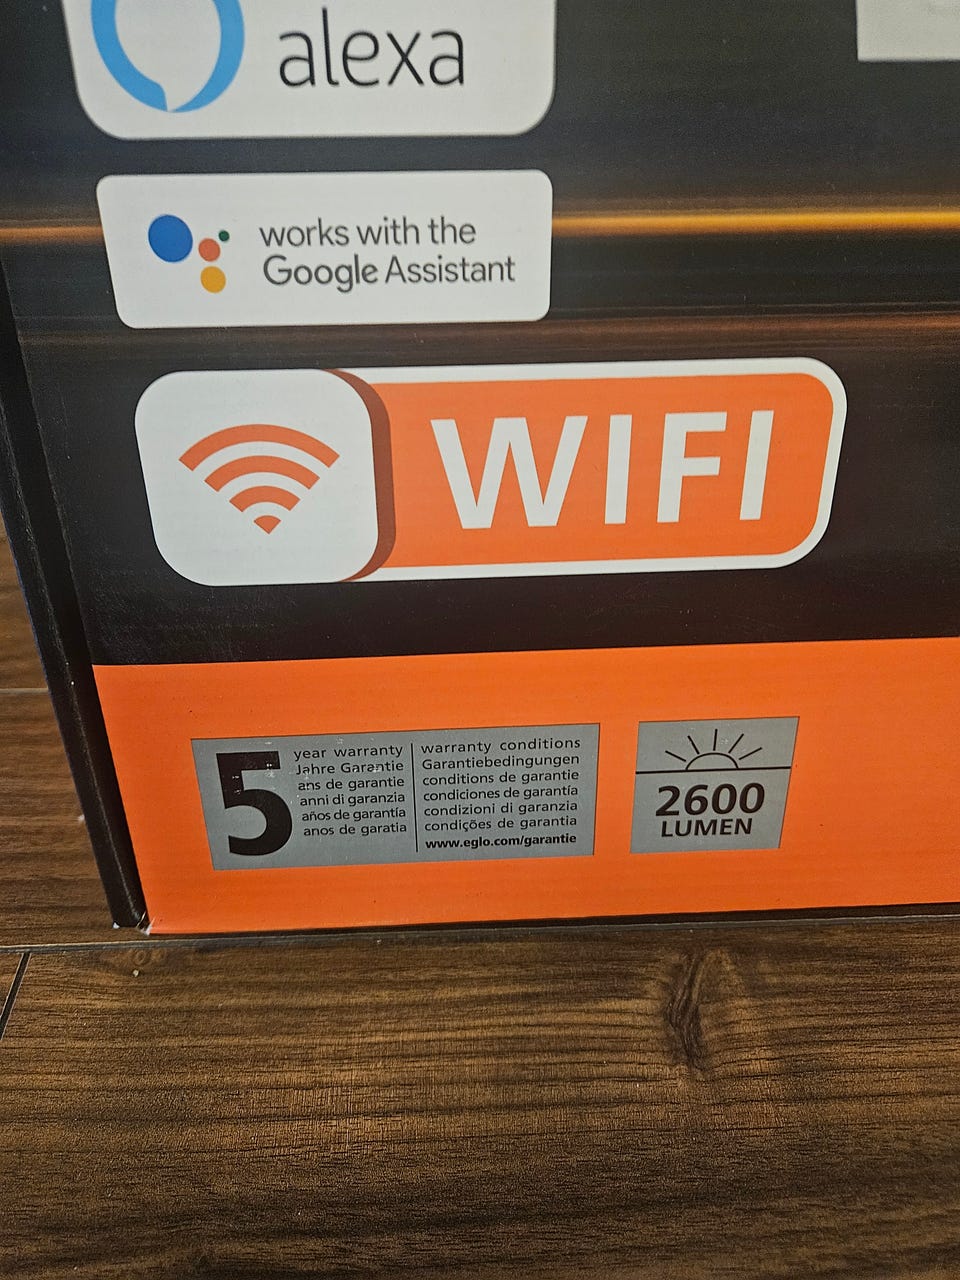 alexa
works with the
Google Assistant
WIFI
5
year warranty
Jahre Garantie
ans de garantie
anni di garanzia
años de garantía
anos de garatia
warranty conditions
Garantiebedingungen
conditions de garantie
condiciones de garantía
condizioni di garanzia
condições de garantia
www.eglo.com/garantie
2600
LUMEN